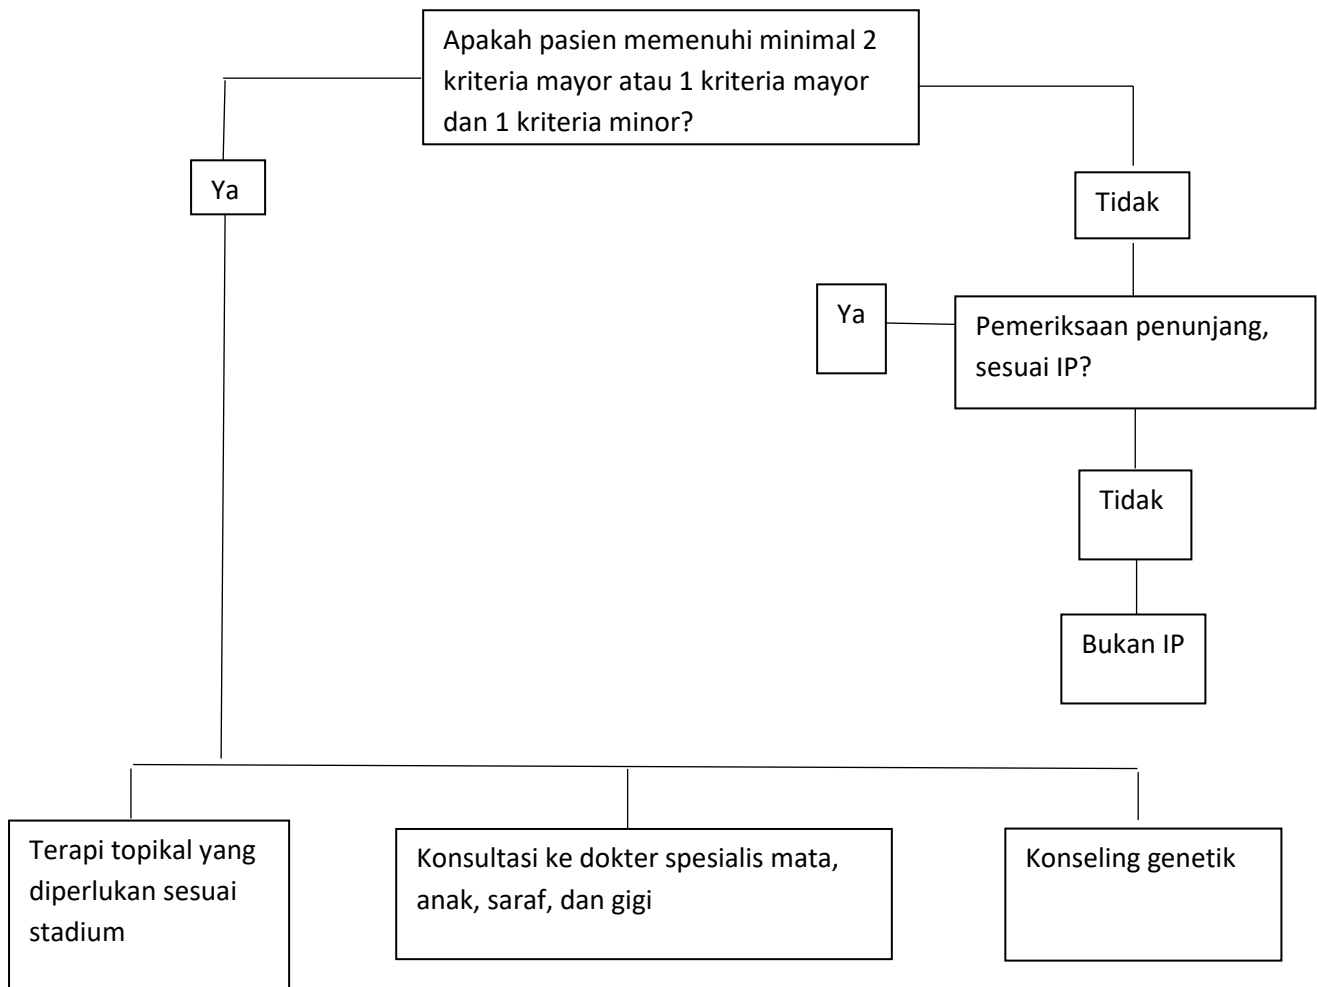 Apakah pasien memenuhi minimal 2
kriteria mayor atau 1 kriteria mayor
dan 1 kriteria minor?
Ya
Tidak
Ya
Pemeriksaan penunjang,
sesuai IP?
Tidak
Bukan IP
Terapi topikal yang
diperlukan sesuai
stadium
Konsultasi ke dokter spesialis mata,
anak, saraf, dan gigi
Konseling genetik